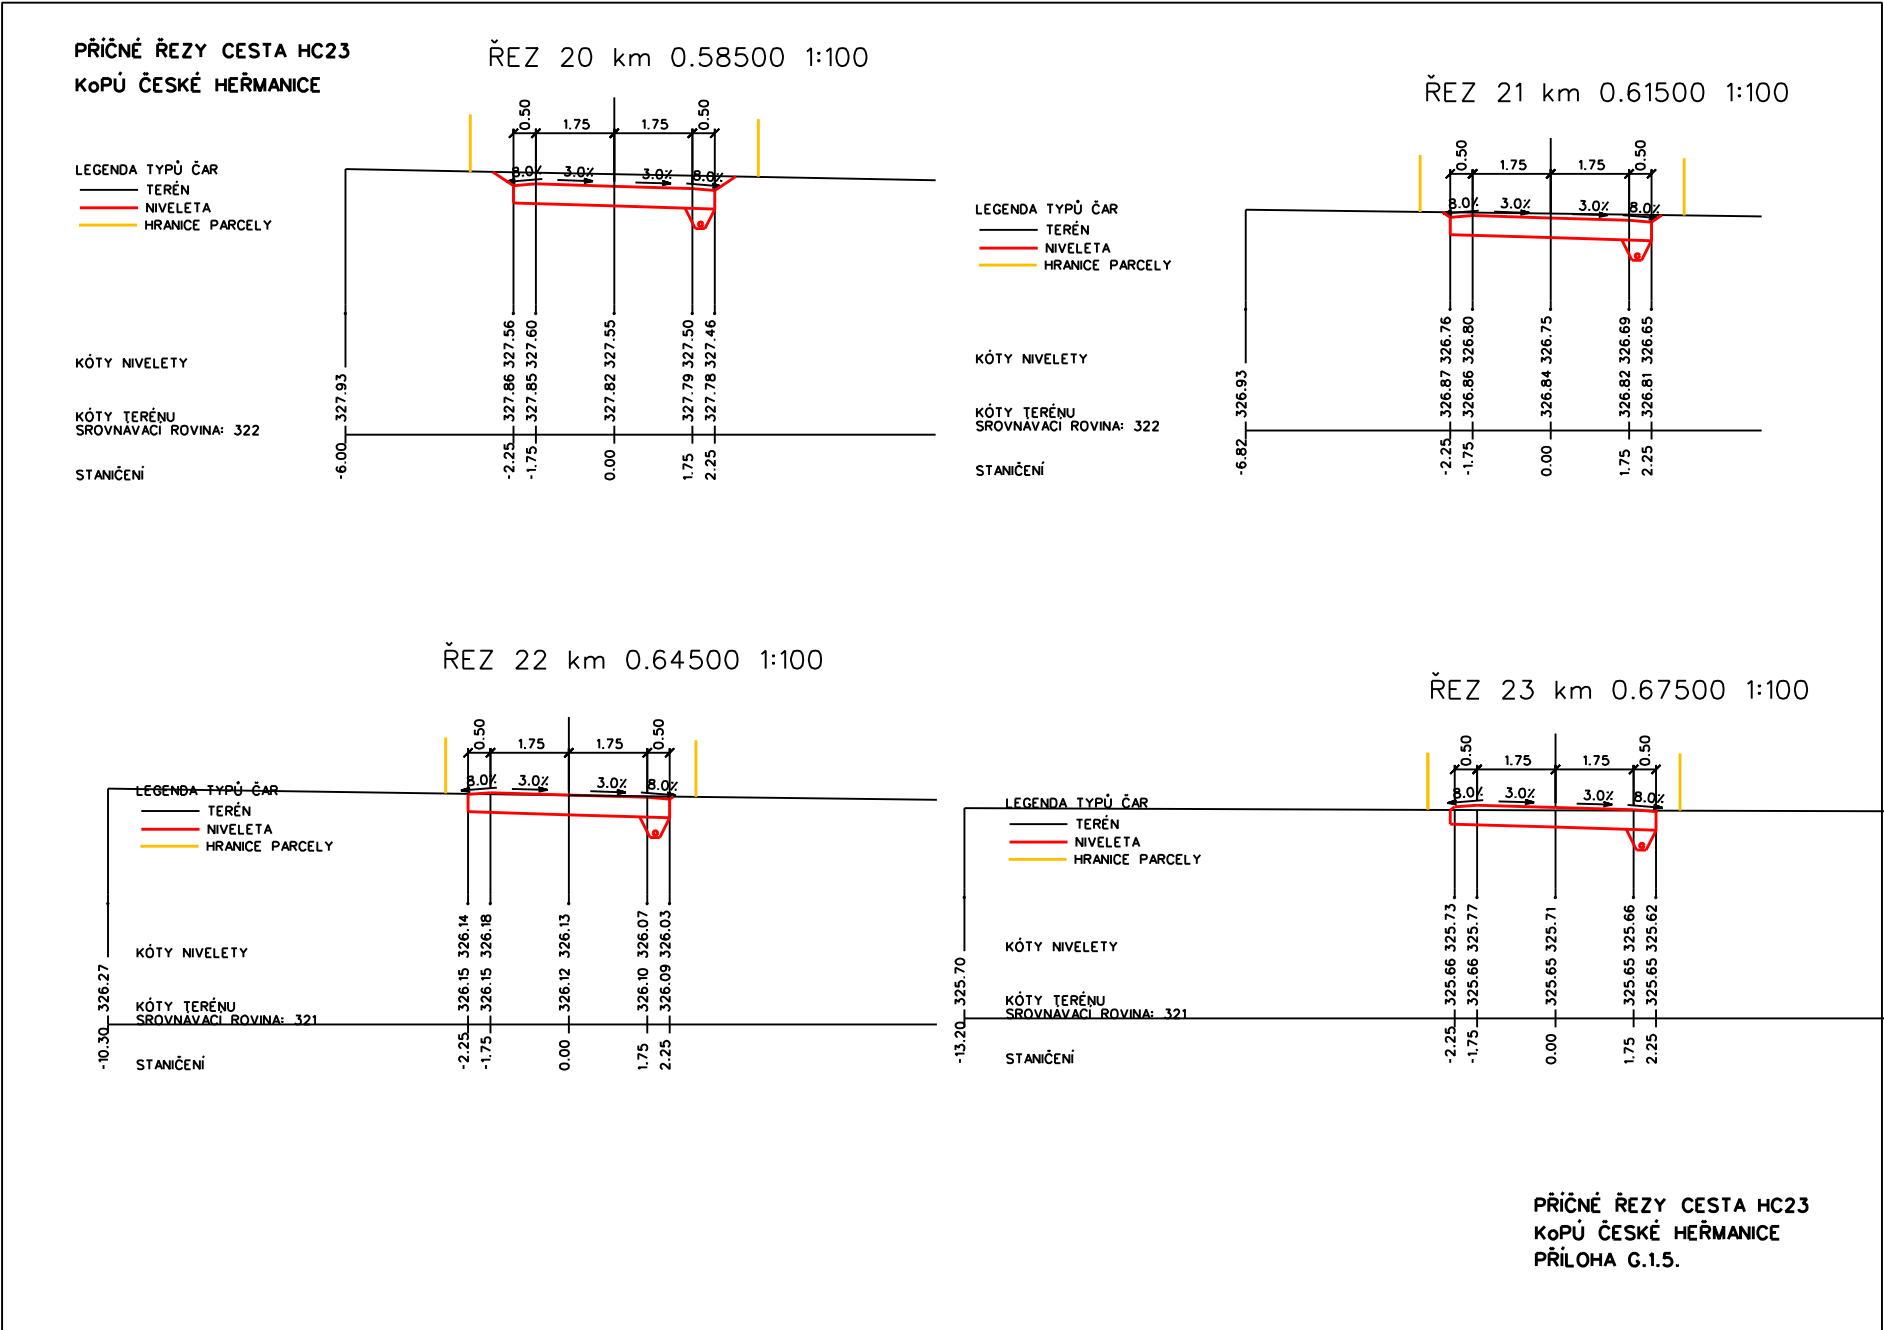 PŘÍČNÉ ŘEZY CESTA HC23
KoPÚ ČESKÉ HEŘMANICE
ŘEZ 20 km 0.58500 1:100
0.50 1.75 1.75 0.50
8.0% 3.0% 3.0% 8.0%
LEGENDA TYPŮ ČAR
TERÉN
NIVELETA
HRANICE PARCELY
KÓTY NIVELETY
327.56 327.60 327.55 327.50 327.46
KÓTY TERÉNU
327.93 327.86 327.85 327.82 327.79 327.78
SROVNÁVACÍ ROVINA: 322
STANIČENÍ
-6.00 -2.25 -1.75 0.00 1.75 2.25
ŘEZ 21 km 0.61500 1:100
0.50 1.75 1.75 0.50
8.0% 3.0% 3.0% 8.0%
LEGENDA TYPŮ ČAR
TERÉN
NIVELETA
HRANICE PARCELY
KÓTY NIVELETY
326.76 326.80 326.75 326.69 326.65
KÓTY TERÉNU
326.93 326.87 326.86 326.84 326.82 326.81
SROVNÁVACÍ ROVINA: 322
STANIČENÍ
-6.82 -2.25 -1.75 0.00 1.75 2.25
ŘEZ 22 km 0.64500 1:100
0.50 1.75 1.75 0.50
8.0% 3.0% 3.0% 8.0%
LEGENDA TYPŮ ČAR
TERÉN
NIVELETA
HRANICE PARCELY
KÓTY NIVELETY
326.14 326.18 326.13 326.07 326.03
KÓTY TERÉNU
326.27 326.15 326.15 326.12 326.10 326.09
SROVNÁVACÍ ROVINA: 321
STANIČENÍ
-10.30 -2.25 -1.75 0.00 1.75 2.25
ŘEZ 23 km 0.67500 1:100
0.50 1.75 1.75 0.50
8.0% 3.0% 3.0% 8.0%
LEGENDA TYPŮ ČAR
TERÉN
NIVELETA
HRANICE PARCELY
KÓTY NIVELETY
325.73 325.77 325.71 325.66 325.62
KÓTY TERÉNU
325.70 325.66 325.66 325.65 325.65 325.65
SROVNÁVACÍ ROVINA: 321
STANIČENÍ
-13.20 -2.25 -1.75 0.00 1.75 2.25
PŘÍČNÉ ŘEZY CESTA HC23
KoPÚ ČESKÉ HEŘMANICE
PŘÍLOHA G.1.5.